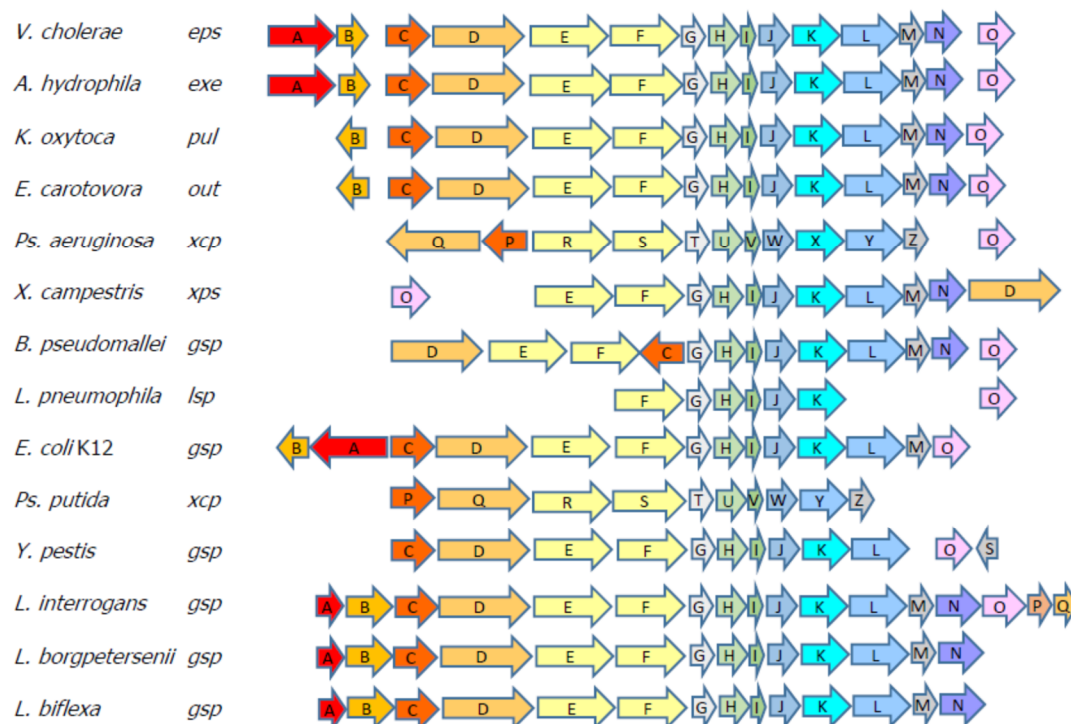 V. cholerae eps A B C D E F G H I J K L M N O
A. hydrophila exe A B C D E F G H I J K L M N O
K. oxytoca pul B C D E F G H I J K L M N O
E. carotovora out B C D E F G H I J K L M N O
Ps. aeruginosa xcp Q P R S T U V W X Y Z O
X. campestris xps O E F G H I J K L M N D
B. pseudomallei gsp D E F C G H I J K L M N O
L. pneumophila lsp F G H I J K O
E. coli K12 gsp B A C D E F G H I J K L M O
Ps. putida xcp P Q R S T U V W Y Z
Y. pestis gsp C D E F G H I J K L O S
L. interrogans gsp A B C D E F G H I J K L M N O P Q
L. borgpetersenii gsp A B C D E F G H I J K L M N
L. biflexa gsp A B C D E F G H I J K L M N